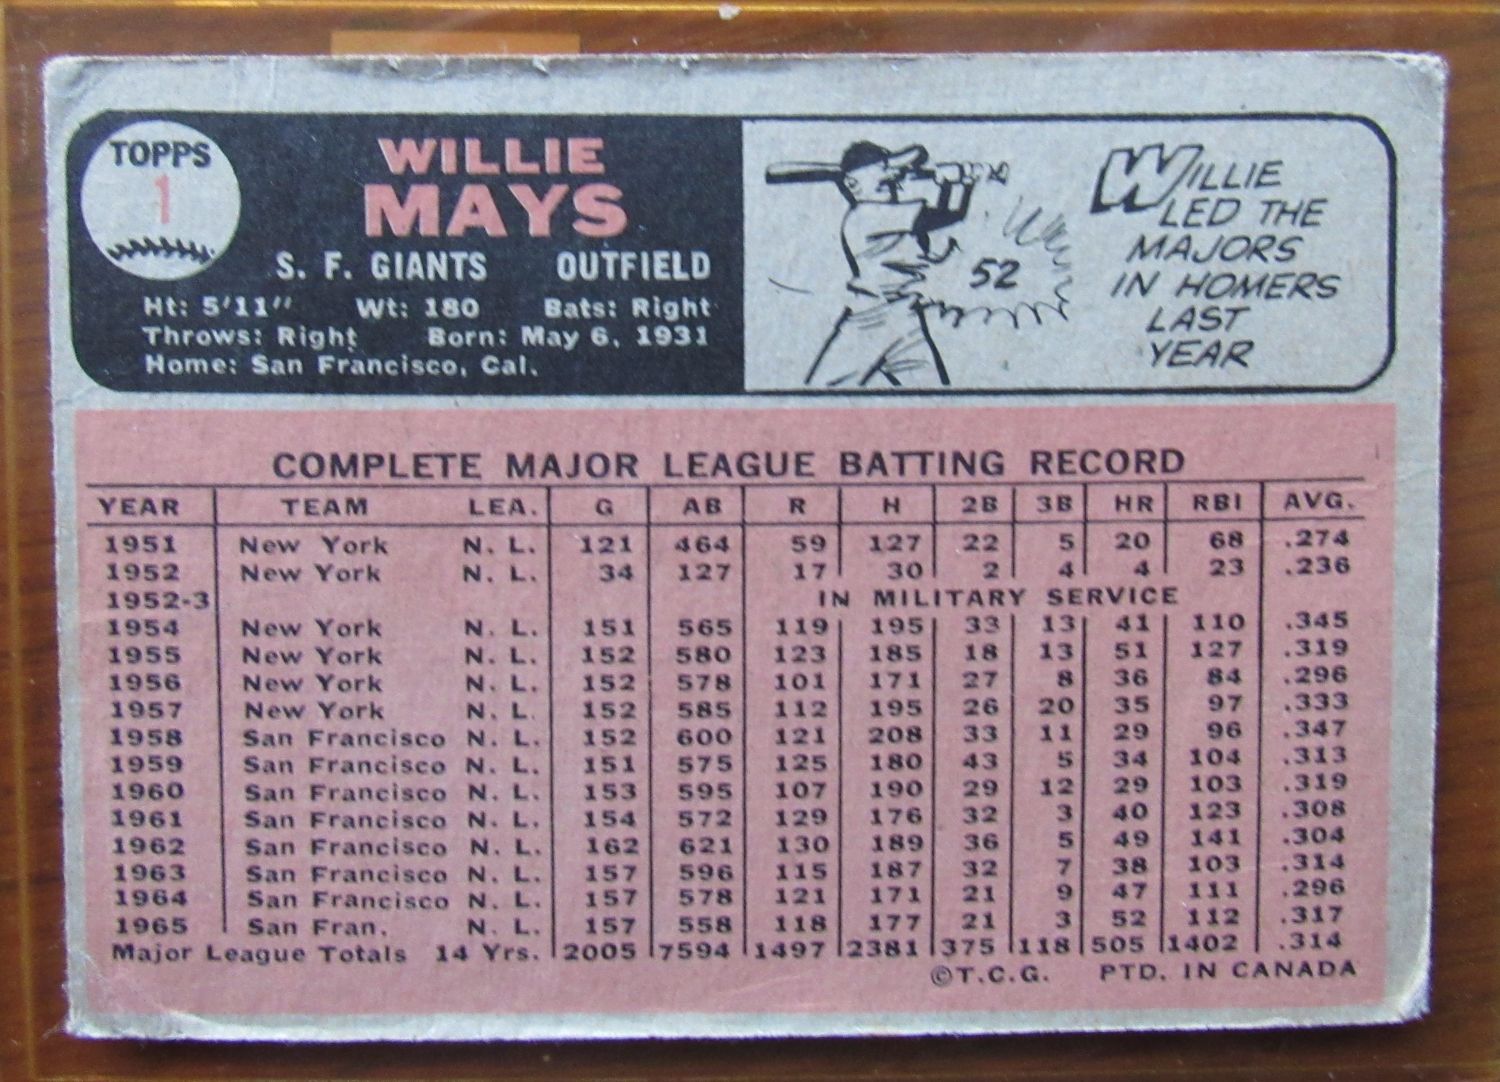 TOPPS
1
WILLIE
MAYS
S. F. GIANTS OUTFIELD
Ht: 5'11" Wt: 180 Bats: Right
Throws: Right Born: May 6, 1931
Home: San Francisco, Cal.
52
WILLIE
LED THE
MAJORS
IN HOMERS
LAST
YEAR
COMPLETE MAJOR LEAGUE BATTING RECORD
YEAR TEAM LEA. G AB R H 2B 3B HR RBI AVG.
1951 New York N. L. 121 464 59 127 22 5 20 68 .274
1952 New York N. L. 34 127 17 30 2 4 4 23 .236
1952-3 IN MILITARY SERVICE
1954 New York N. L. 151 565 119 195 33 13 41 110 .345
1955 New York N. L. 152 580 123 185 18 13 51 127 .319
1956 New York N. L. 152 578 101 171 27 8 36 84 .296
1957 New York N. L. 152 585 112 195 26 20 35 97 .333
1958 San Francisco N. L. 152 600 121 208 33 11 29 96 .347
1959 San Francisco N. L. 151 575 125 180 43 5 34 104 .313
1960 San Francisco N. L. 153 595 107 190 29 12 29 103 .319
1961 San Francisco N. L. 154 572 129 176 32 3 40 123 .308
1962 San Francisco N. L. 162 621 130 189 36 5 49 141 .304
1963 San Francisco N. L. 157 596 115 187 32 7 38 103 .314
1964 San Francisco N. L. 157 578 121 171 21 9 47 111 .296
1965 San Fran. N. L. 157 558 118 177 21 3 52 112 .317
Major League Totals 14 Yrs. 2005 7594 1497 2381 375 118 505 1402 .314
©T.C.G. PTD. IN CANADA